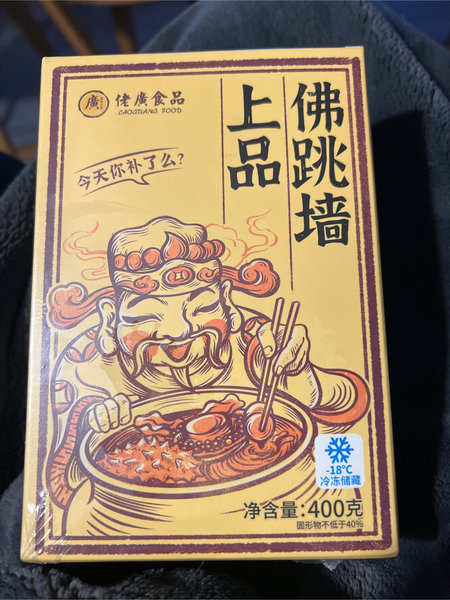 廣
佬廣食品
LAOGUANG FOOD
佛跳墙
上品
今天你补了么?
-18℃
冷冻储藏
净含量:400克
固形物不低于40%